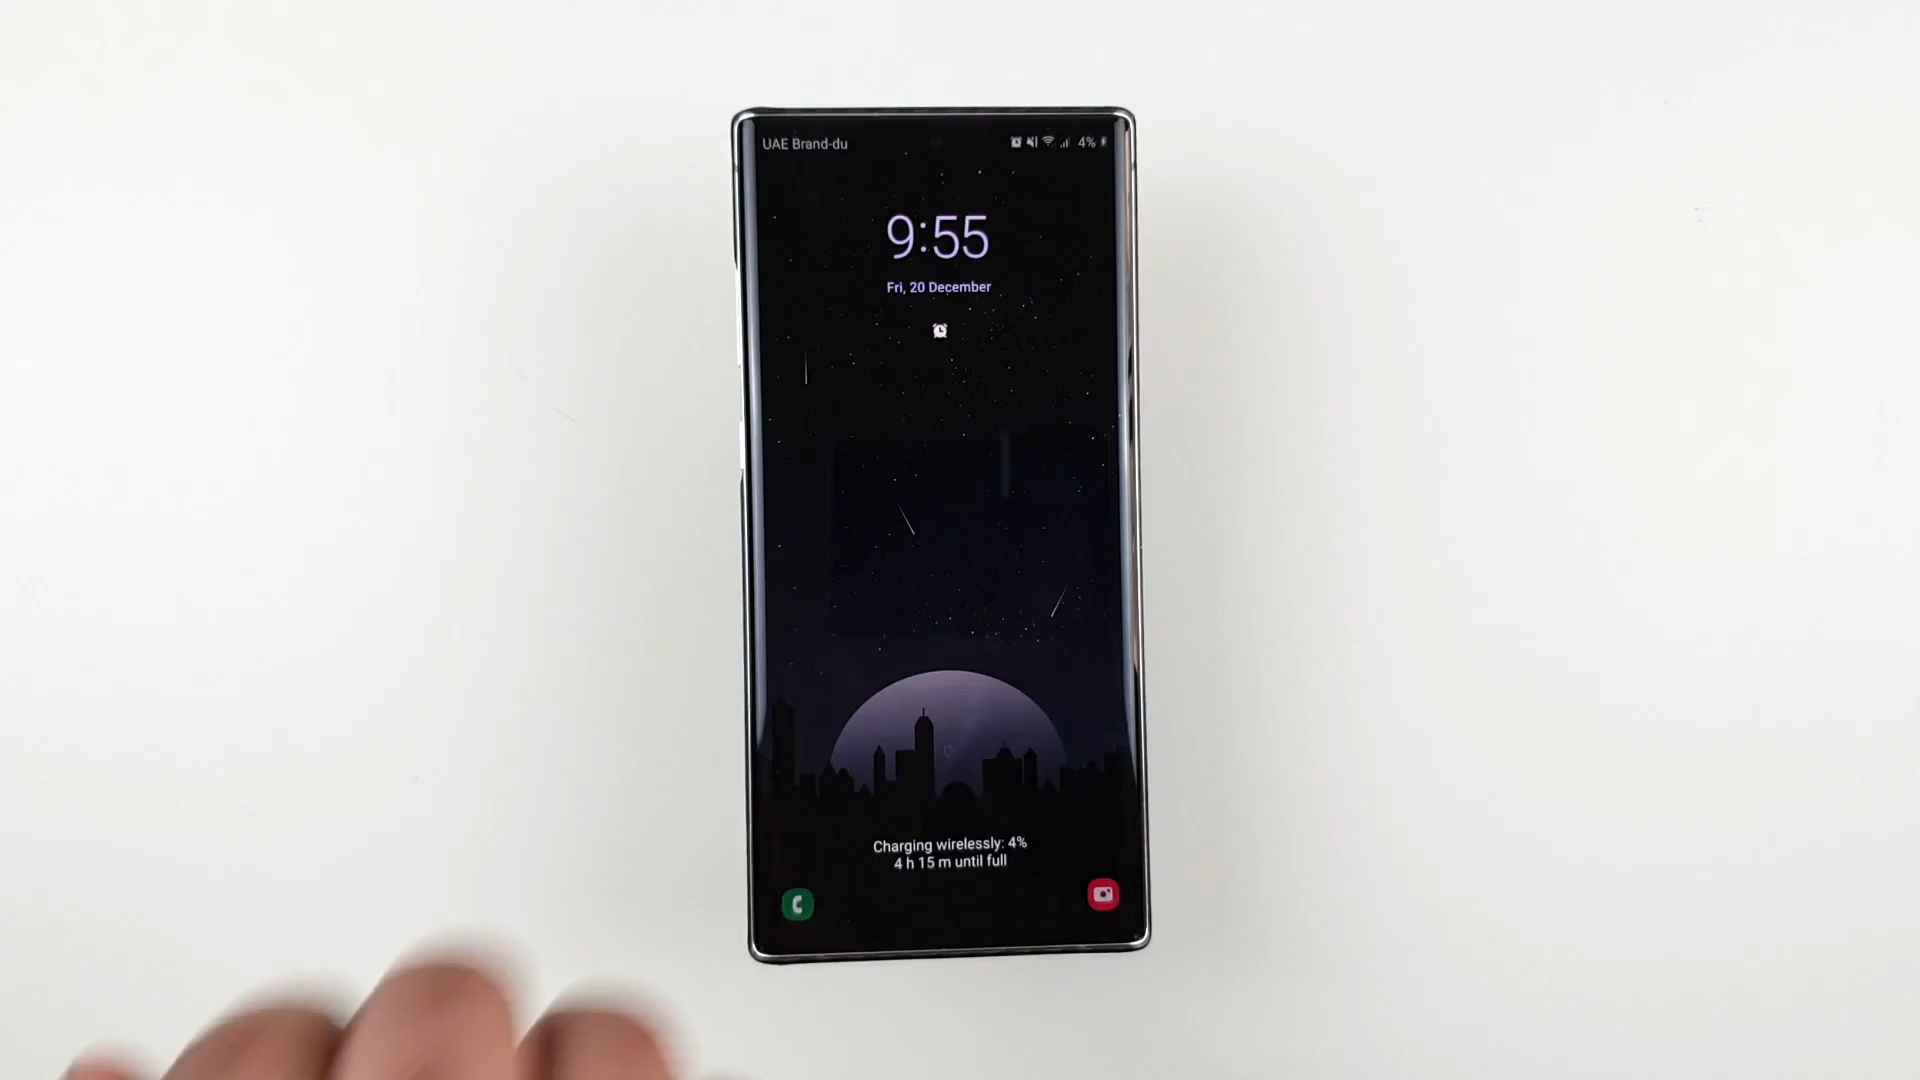 UAE Brand-du
4%
9:55
Fri, 20 December
Charging wirelessly: 4%
4 h 15 m until full